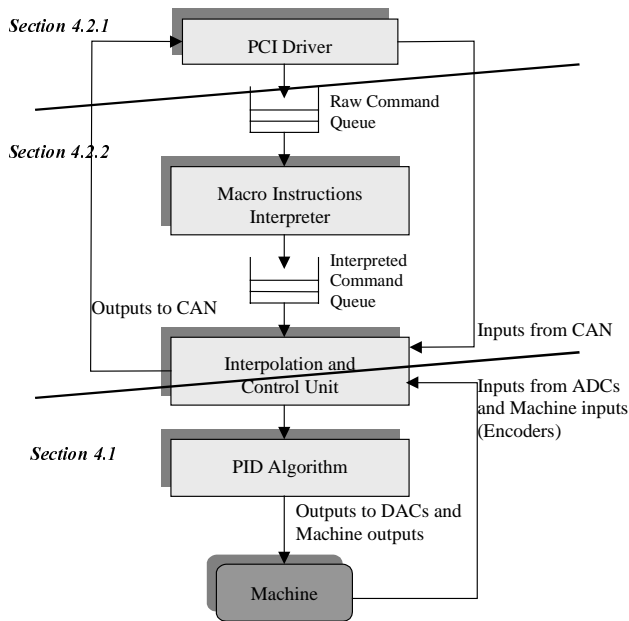 Section 4.2.1
PCI Driver
Raw Command
Queue
Section 4.2.2
Macro Instructions
Interpreter
Interpreted
Command
Queue
Outputs to CAN
Inputs from CAN
Interpolation and
Control Unit
Inputs from ADCs
and Machine inputs
(Encoders)
Section 4.1
PID Algorithm
Outputs to DACs and
Machine outputs
Machine